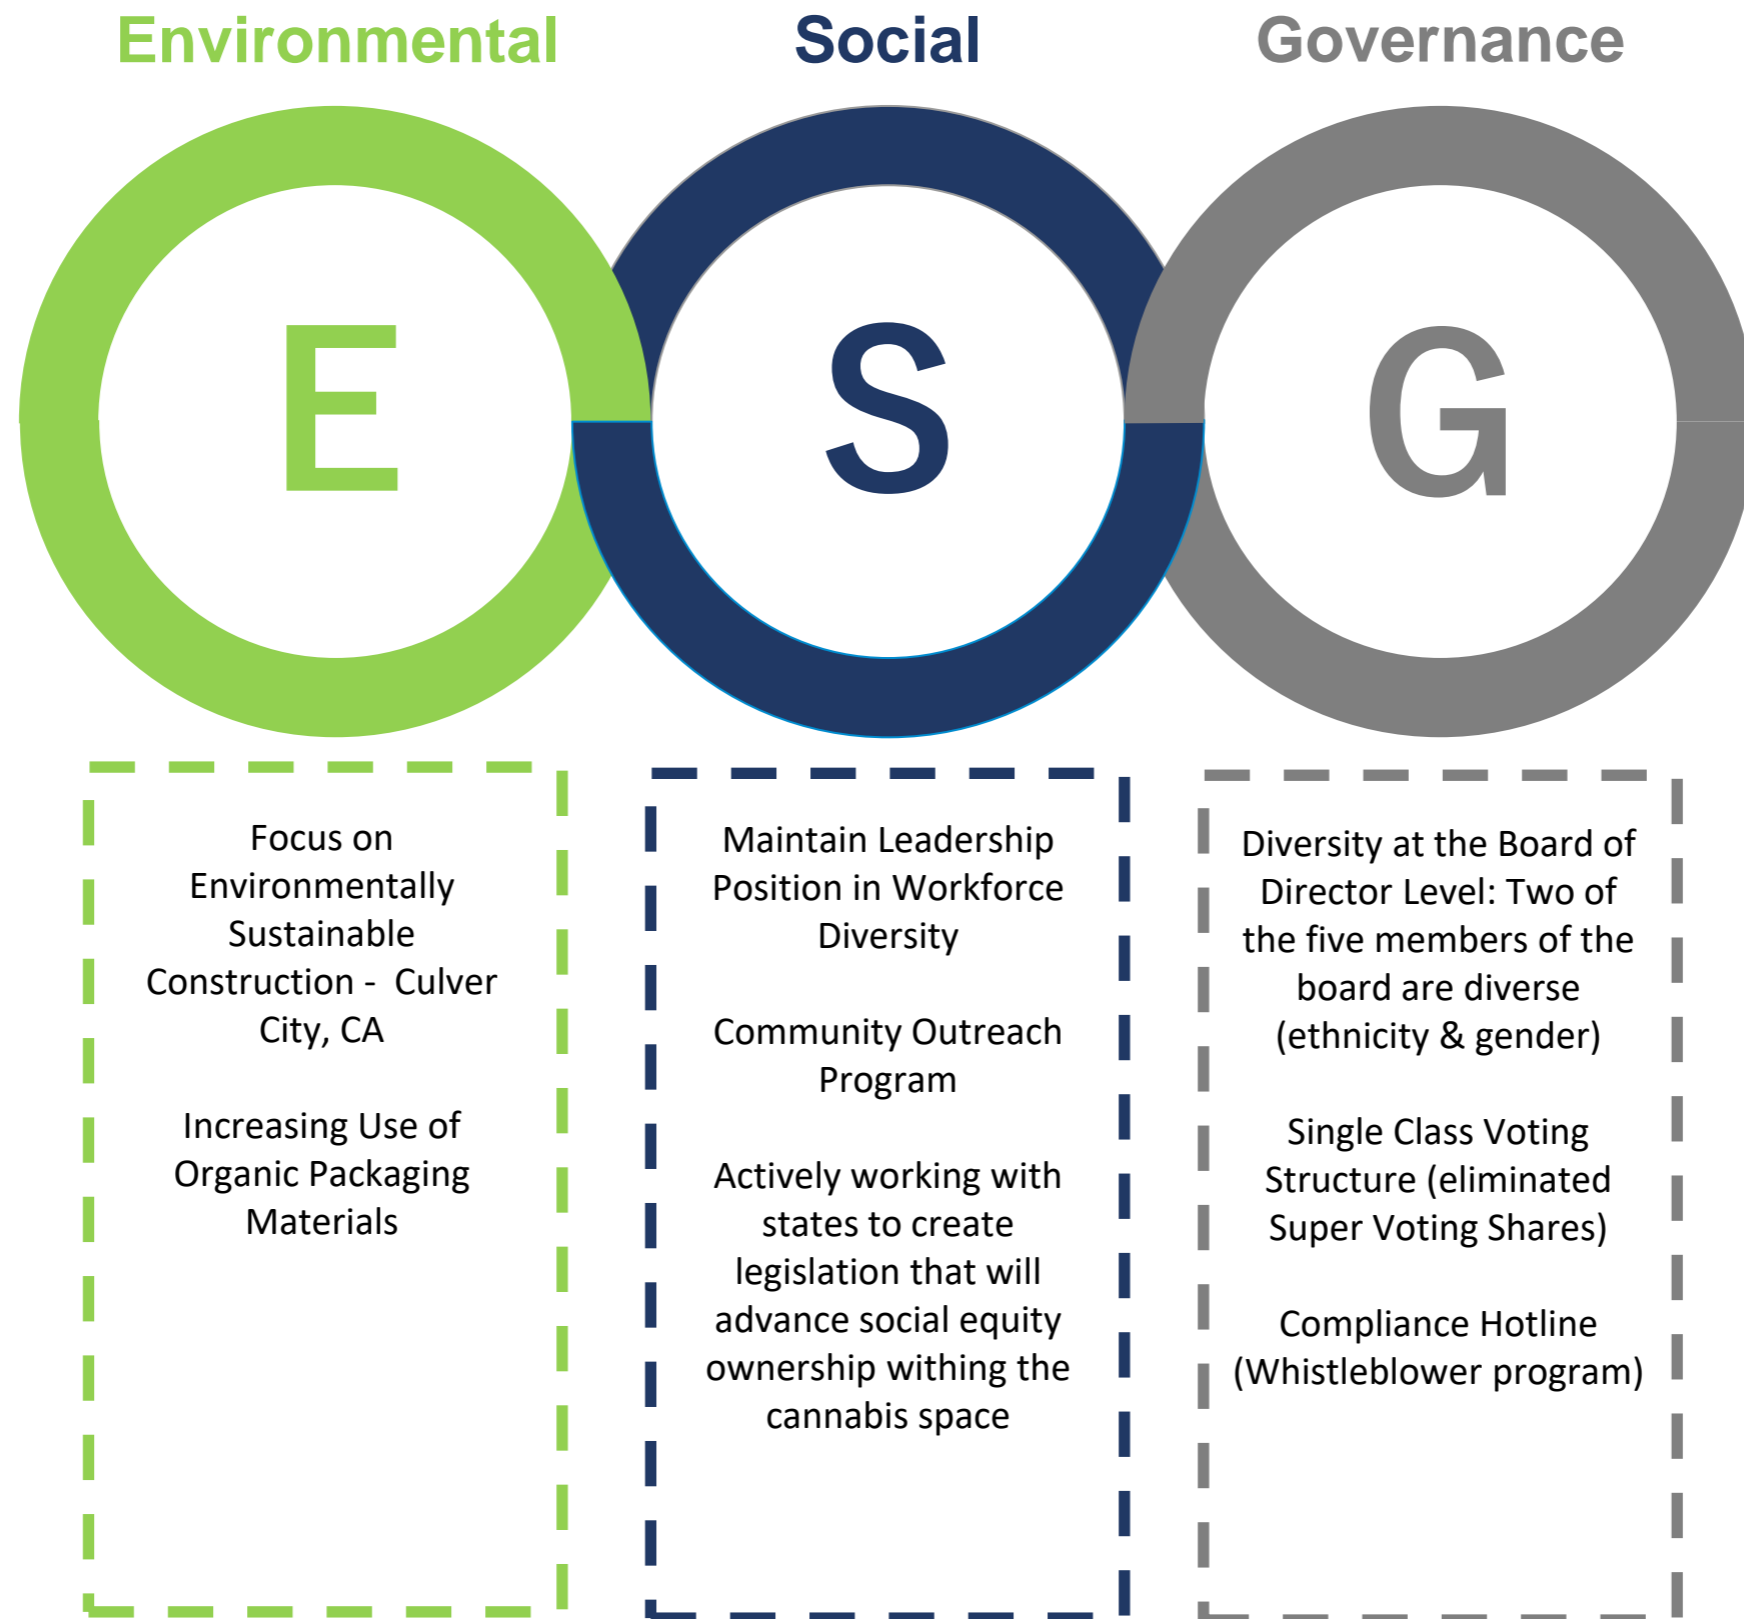 Environmental
Social
Governance
E
S
G
Focus on
Environmentally
Sustainable
Construction -  Culver
City, CA
Increasing Use of
Organic Packaging
Materials
Maintain Leadership
Position in Workforce
Diversity
Community Outreach
Program
Actively working with
states to create
legislation that will
advance social equity
ownership withing the
cannabis space
Diversity at the Board of
Director Level: Two of
the five members of the
board are diverse
(ethnicity & gender)
Single Class Voting
Structure (eliminated
Super Voting Shares)
Compliance Hotline
(Whistleblower program)